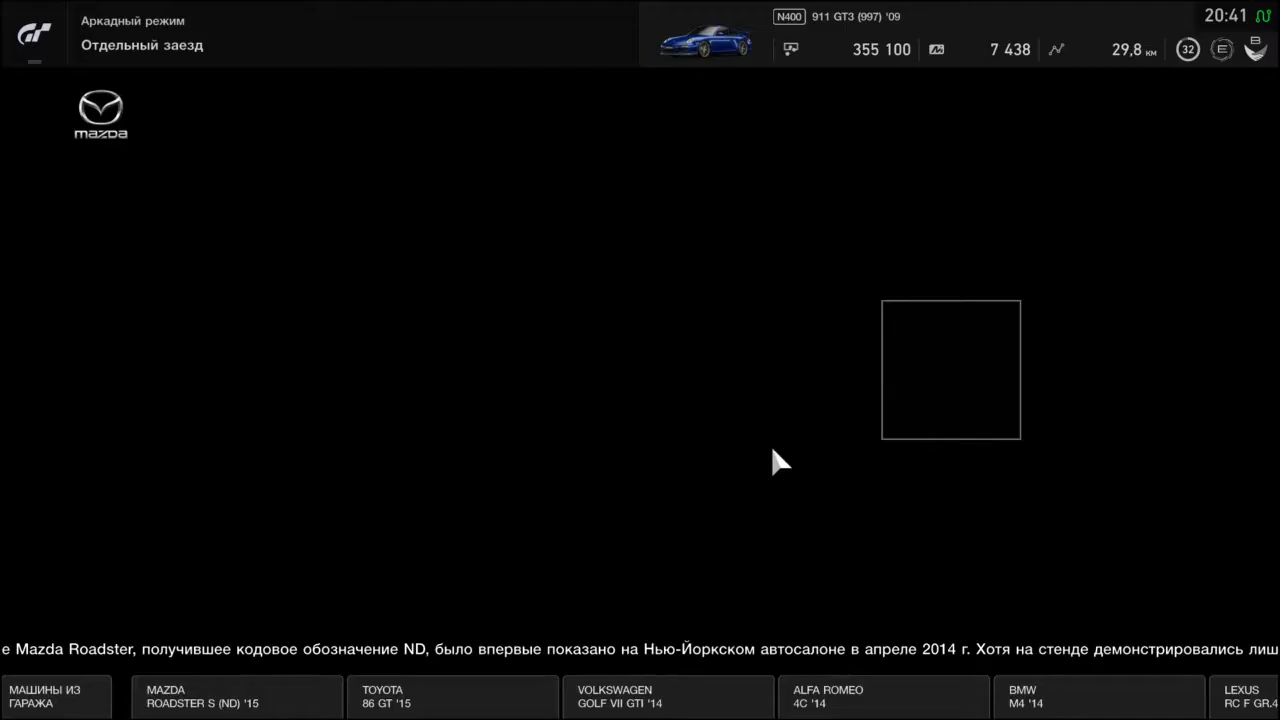 Аркадный режим
Отдельный заезд
N400 911 GT3 (997) '09
355 100 7 438 29,8 км 32 E B
20:41
mazda
е Mazda Roadster, получившее кодовое обозначение ND, было впервые показано на Нью-Йоркском автосалоне в апреле 2014 г. Хотя на стенде демонстрировались лиш
МАШИНЫ ИЗ
ГАРАЖА
MAZDA
ROADSTER S (ND) '15
TOYOTA
86 GT '15
VOLKSWAGEN
GOLF VII GTI '14
ALFA ROMEO
4C '14
BMW
M4 '14
LEXUS
RC F GR.4